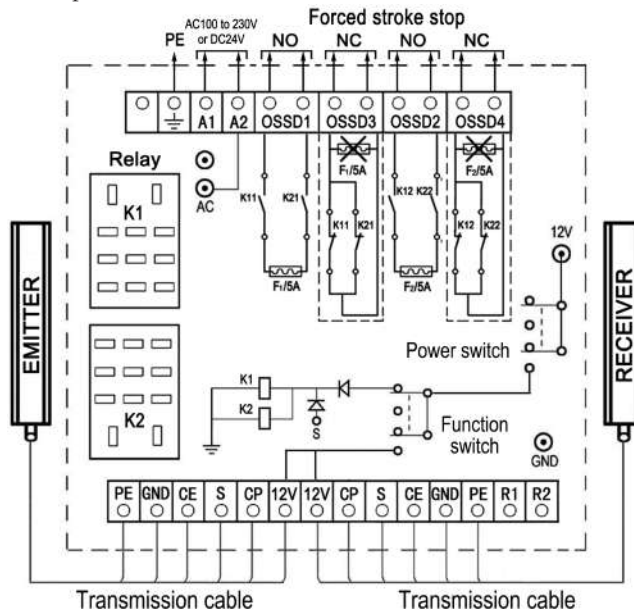 Forced stroke stop
AC100 to 230V
or DC24V
PE NO NC NO NC
A1 A2 OSSD1 OSSD3 OSSD2 OSSD4
Relay
K1
AC
K11 K21
F1/5A
F1/5A
K11 K21
K12 K22
F2/5A
F2/5A
K12 K22
12V
EMITTER
RECEIVER
K2
Power switch
K1
K2
S
Function
switch
GND
PE GND CE S CP 12V 12V CP S CE GND PE R1 R2
Transmission cable Transmission cable